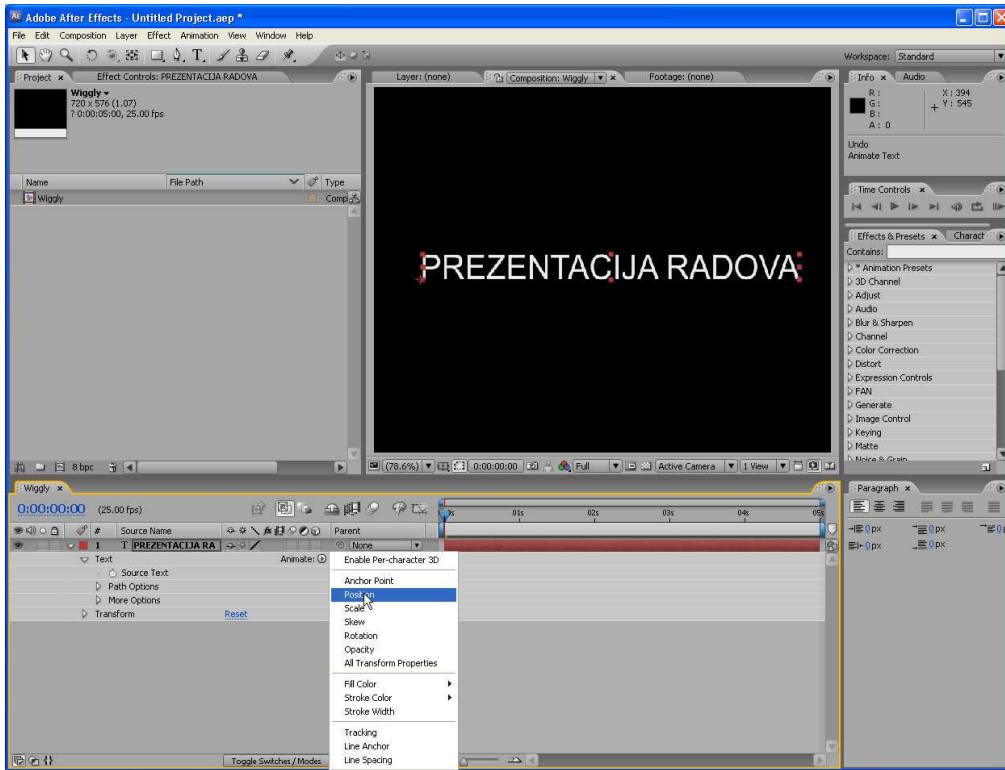 Adobe After Effects - Untitled Project.aep *
File Edit Composition Layer Effect Animation View Window Help
Workspace: Standard
Project × Effect Controls: PREZENTACIJA RADOVA
Layer: (none) Composition: Wiggly × Footage: (none)
Info × Audio
Wiggly
720 x 576 (1.07)
? 0:00:05:00, 25.00 fps
R :
G :
B :
A : 0
X : 394
Y : 545
Undo
Animate Text
Name File Path Type
Wiggly Comp
PREZENTACIJA RADOVA
Time Controls ×
Effects & Presets × Charact
Contains:
* Animation Presets
3D Channel
Adjust
Audio
Blur & Sharpen
Channel
Color Correction
Distort
Expression Controls
FAN
Generate
Image Control
Keying
Matte
Noise & Grain
8 bpc
(78.6%) 0:00:00:00 Full Active Camera 1 View
Wiggly ×
0:00:00:00 (25.00 fps)
01s 02s 03s 04s 05s
# Source Name Parent
1 T PREZENTACIJA RA None
Text Animate:
Source Text
Path Options
More Options
Transform Reset
Enable Per-character 3D
Anchor Point
Position
Scale
Skew
Rotation
Opacity
All Transform Properties
Fill Color
Stroke Color
Stroke Width
Tracking
Line Anchor
Line Spacing
Toggle Switches / Modes
Paragraph ×
0 px 0 px
0 px 0 px